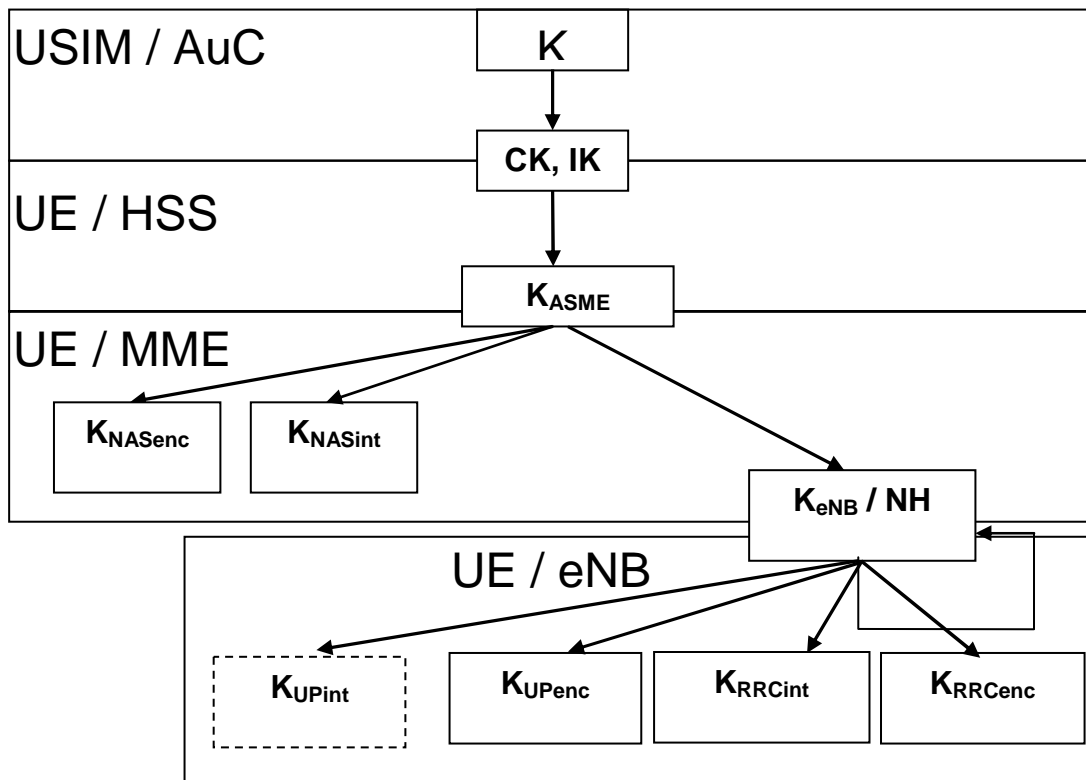 USIM / AuC
K
CK, IK
UE / HSS
KASME
UE / MME
KNASenc
KNASint
KeNB / NH
UE / eNB
KUPint
KUPenc
KRRCint
KRRCenc